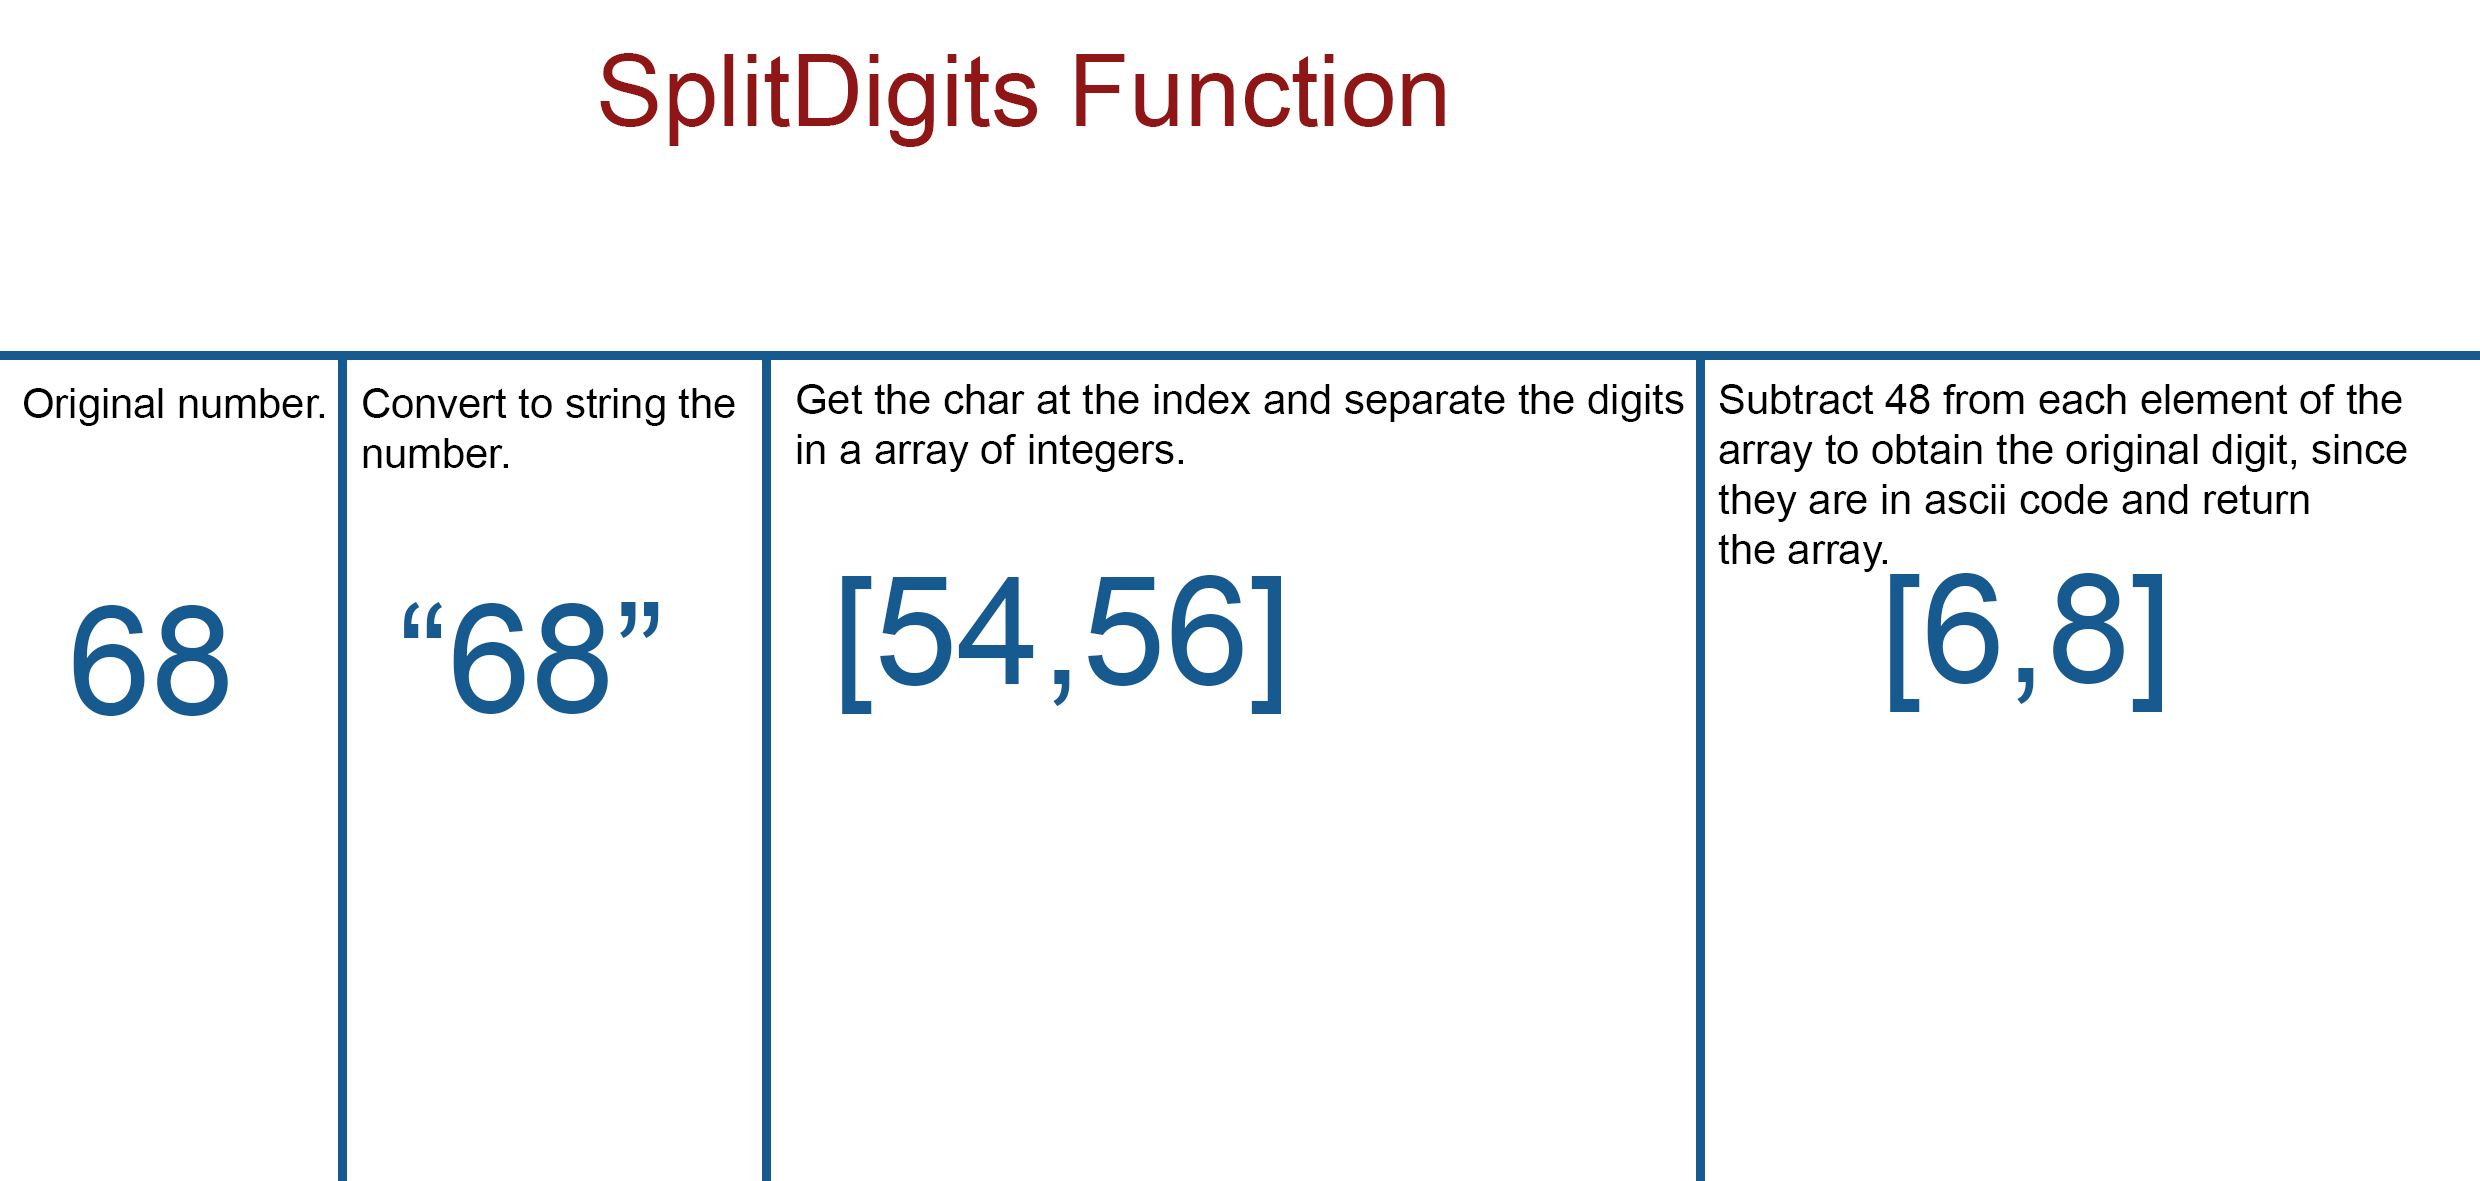 SplitDigits Function
Original number.
68
Convert to string the
number.
“68”
Get the char at the index and separate the digits
in a array of integers.
[54,56]
Subtract 48 from each element of the
array to obtain the original digit, since
they are in ascii code and return
the array.
[6,8]